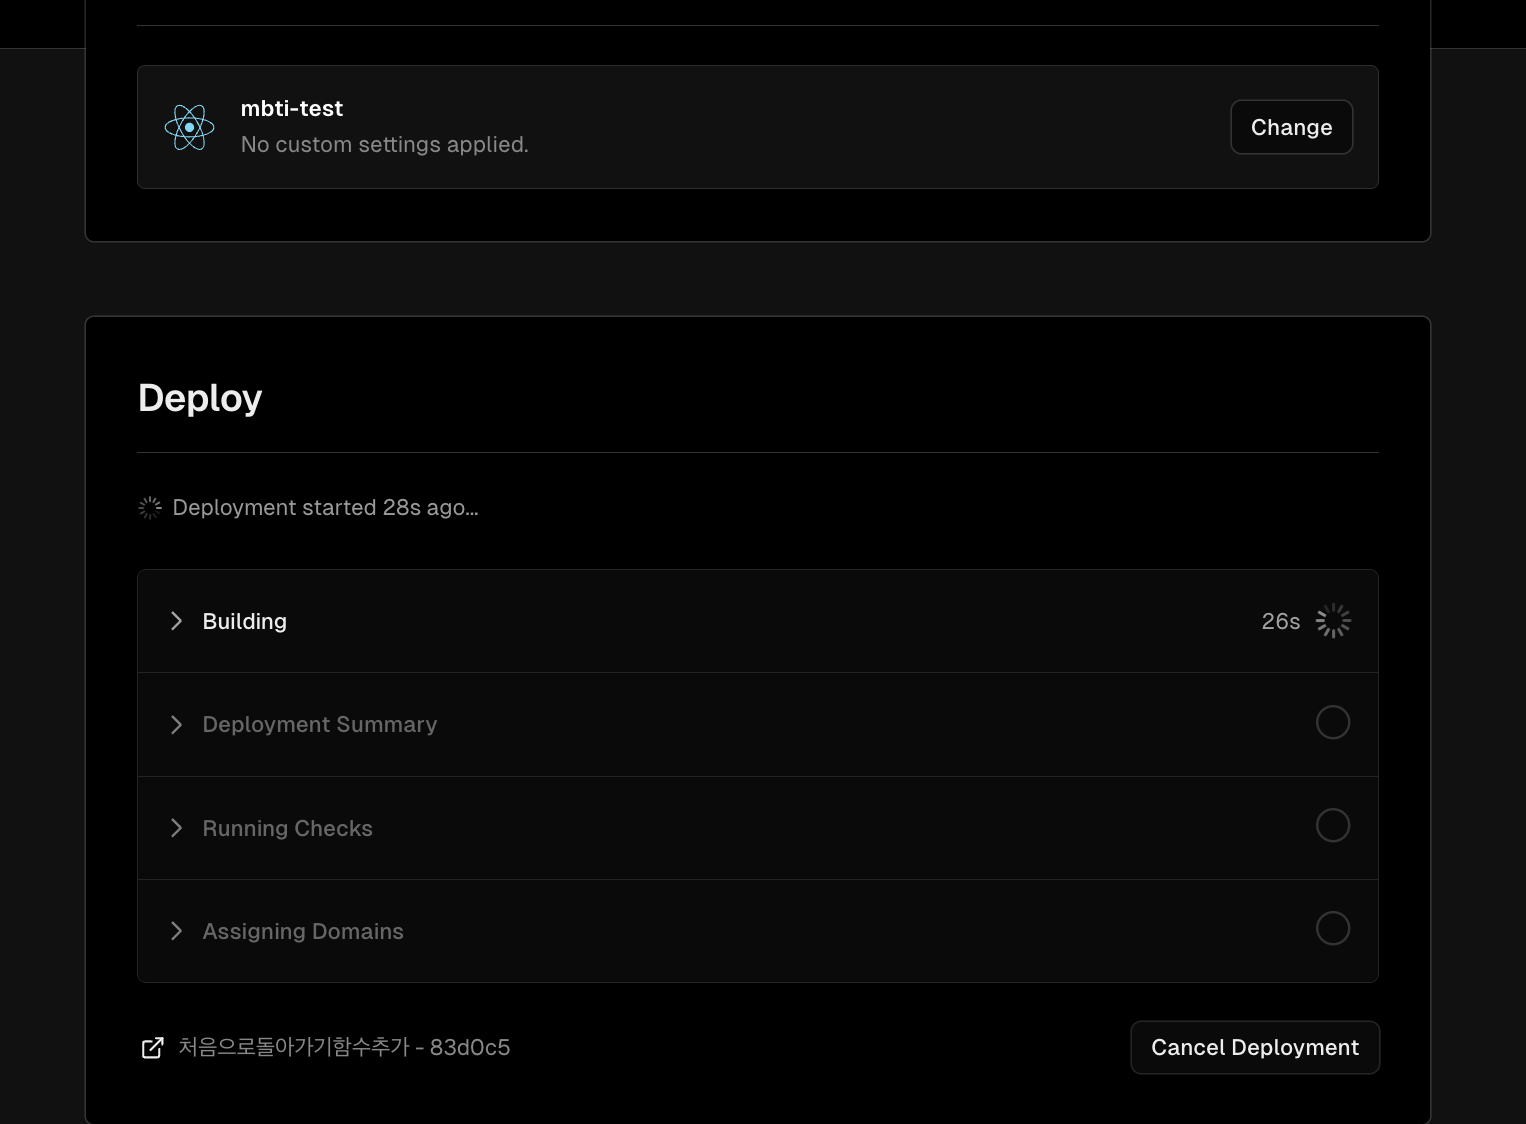 mbti-test
No custom settings applied.
Change
Deploy
Deployment started 28s ago...
Building
26s
Deployment Summary
Running Checks
Assigning Domains
처음으로돌아가기함수추가 - 83d0c5
Cancel Deployment